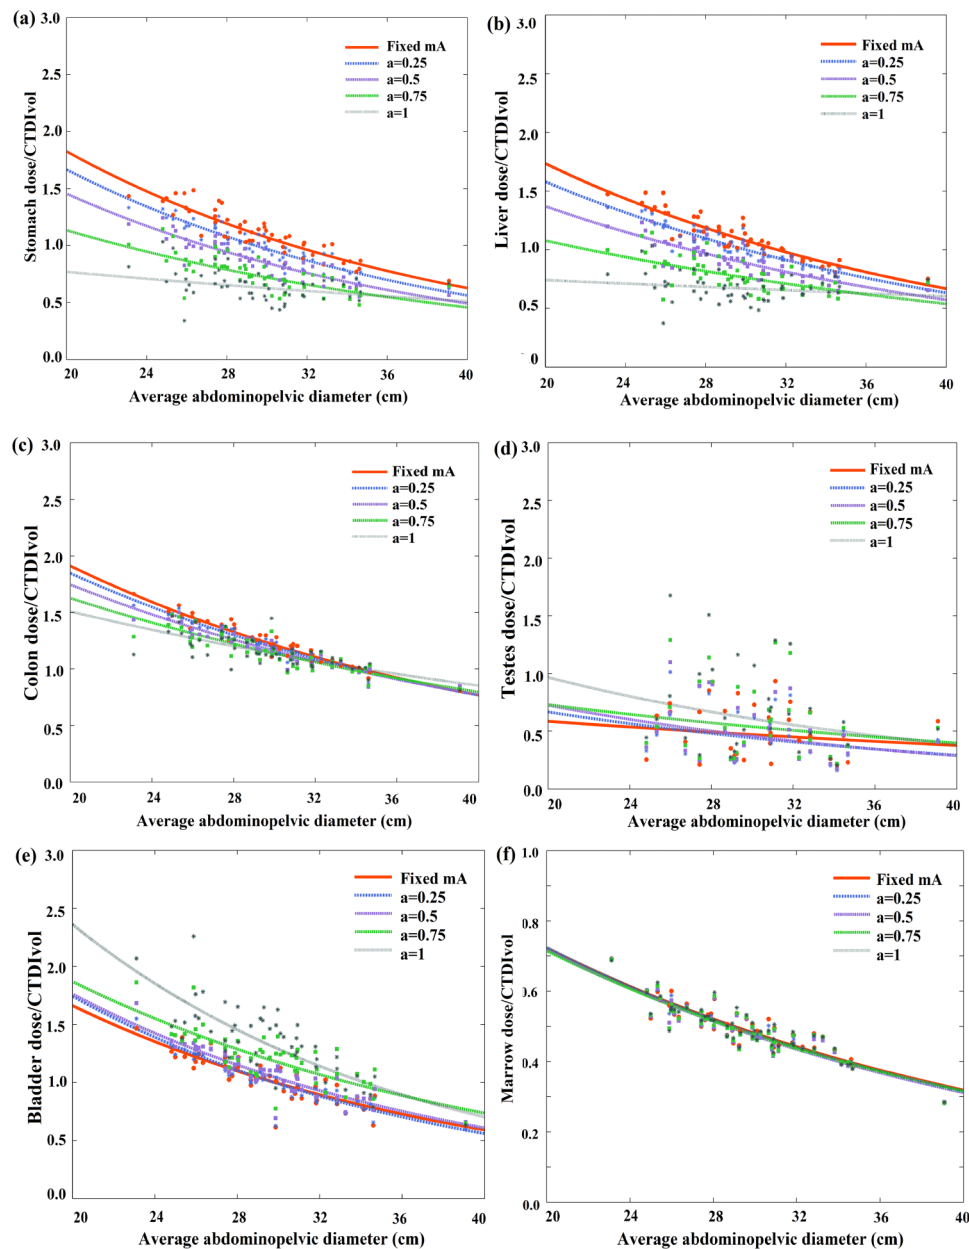 (a)
3.0
2.5
2.0
1.5
1.0
0.5
0.0
Stomach dose/CTDIvol
Fixed mA
a=0.25
a=0.5
a=0.75
a=1
20 24 28 32 36 40
Average abdominopelvic diameter (cm)
(b)
3.0
2.5
2.0
1.5
1.0
0.5
0
Liver dose/CTDIvol
Fixed mA
a=0.25
a=0.5
a=0.75
a=1
20 24 28 32 36 40
Average abdominopelvic diameter (cm)
(c)
3.0
2.5
2.0
1.5
1.0
0.5
0.0
Colon dose/CTDIvol
Fixed mA
a=0.25
a=0.5
a=0.75
a=1
20 24 28 32 36 40
Average abdominopelvic diameter (cm)
(d)
3.0
2.5
2.0
1.5
1.0
0.5
0.0
Testes dose/CTDIvol
Fixed mA
a=0.25
a=0.5
a=0.75
a=1
20 24 28 32 36 40
Average abdominopelvic diameter (cm)
(e)
3.0
2.5
2.0
1.5
1.0
0.5
0.0
Bladder dose/CTDIvol
Fixed mA
a=0.25
a=0.5
a=0.75
a=1
20 24 28 32 36 40
Average abdominopelvic diameter (cm)
(f)
1.0
0.8
0.6
0.4
0.2
0.0
Marrow dose/CTDIvol
Fixed mA
a=0.25
a=0.5
a=0.75
a=1
20 24 28 32 36 40
Average abdominopelvic diameter (cm)